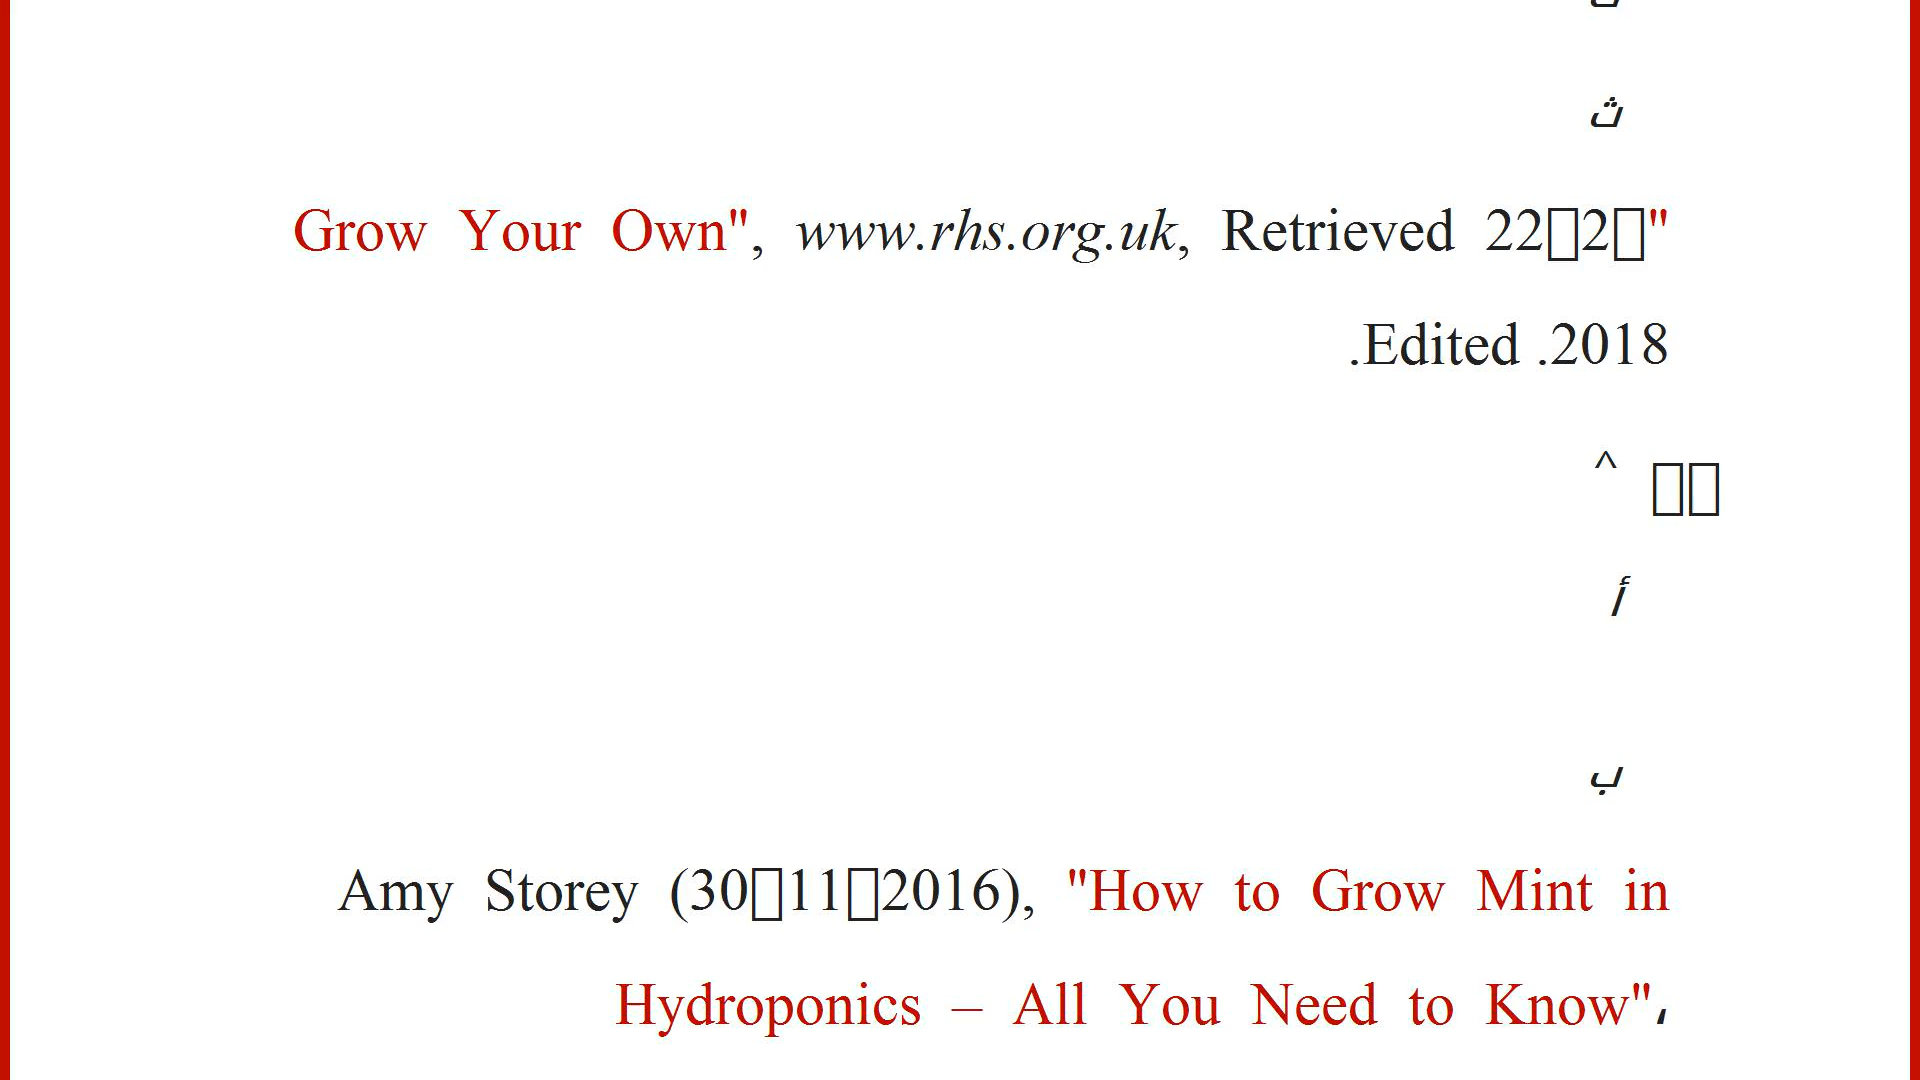 ث
"Grow Your Own", www.rhs.org.uk, Retrieved 22▯2▯
2018. Edited.
▯▯ ^
أ
ب
Amy Storey (30▯11▯2016), "How to Grow Mint in
Hydroponics – All You Need to Know"،